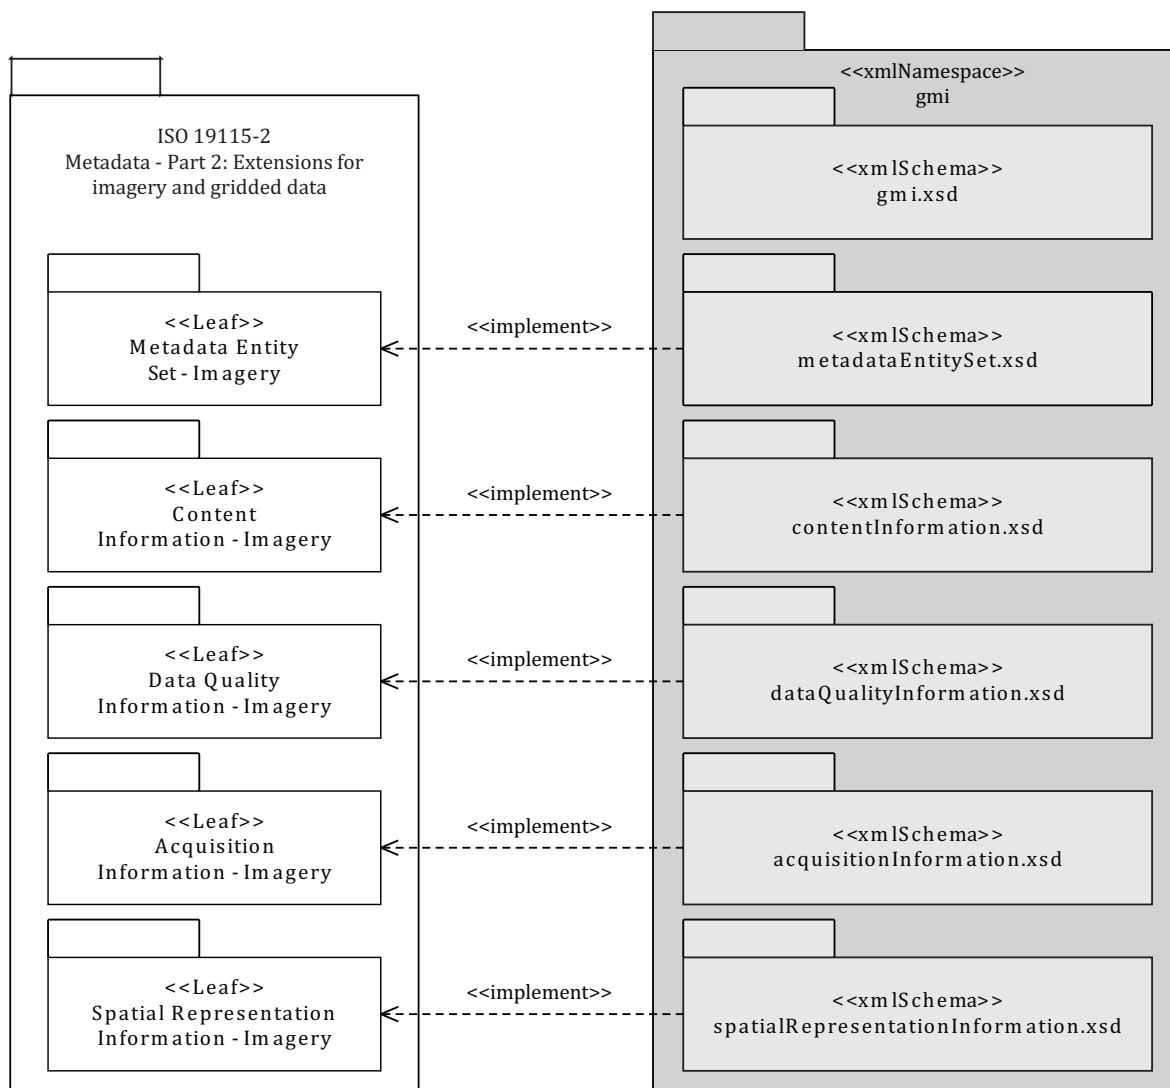 ISO 19115-2
Metadata - Part 2: Extensions for
imagery and gridded data
<<Leaf>>
Metadata Entity
Set - Imagery
<<Leaf>>
Content
Information - Imagery
<<Leaf>>
Data Quality
Information - Imagery
<<Leaf>>
Acquisition
Information - Imagery
<<Leaf>>
Spatial Representation
Information - Imagery
<<implement>>
<<implement>>
<<implement>>
<<implement>>
<<implement>>
<<xmlNamespace>>
gmi
<<xmlSchema>>
gmi.xsd
<<xmlSchema>>
metadataEntitySet.xsd
<<xmlSchema>>
contentInformation.xsd
<<xmlSchema>>
dataQualityInformation.xsd
<<xmlSchema>>
acquisitionInformation.xsd
<<xmlSchema>>
spatialRepresentationInformation.xsd